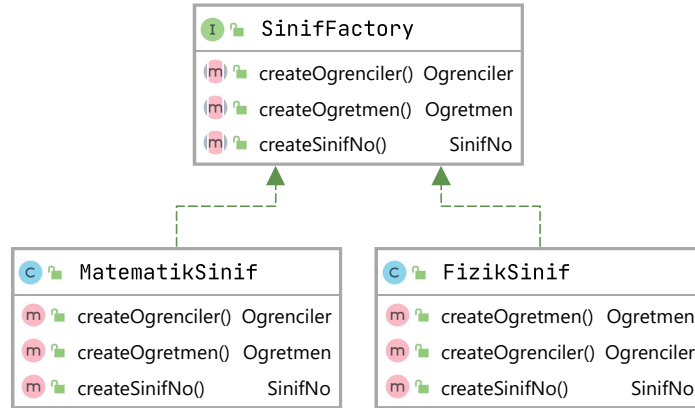 I SinifFactory
m createOgrenciler() Ogrenciler
m createOgretmen() Ogretmen
m createSinifNo() SinifNo
C MatematikSinif
m createOgrenciler() Ogrenciler
m createOgretmen() Ogretmen
m createSinifNo() SinifNo
C FizikSinif
m createOgretmen() Ogretmen
m createOgrenciler() Ogrenciler
m createSinifNo() SinifNo